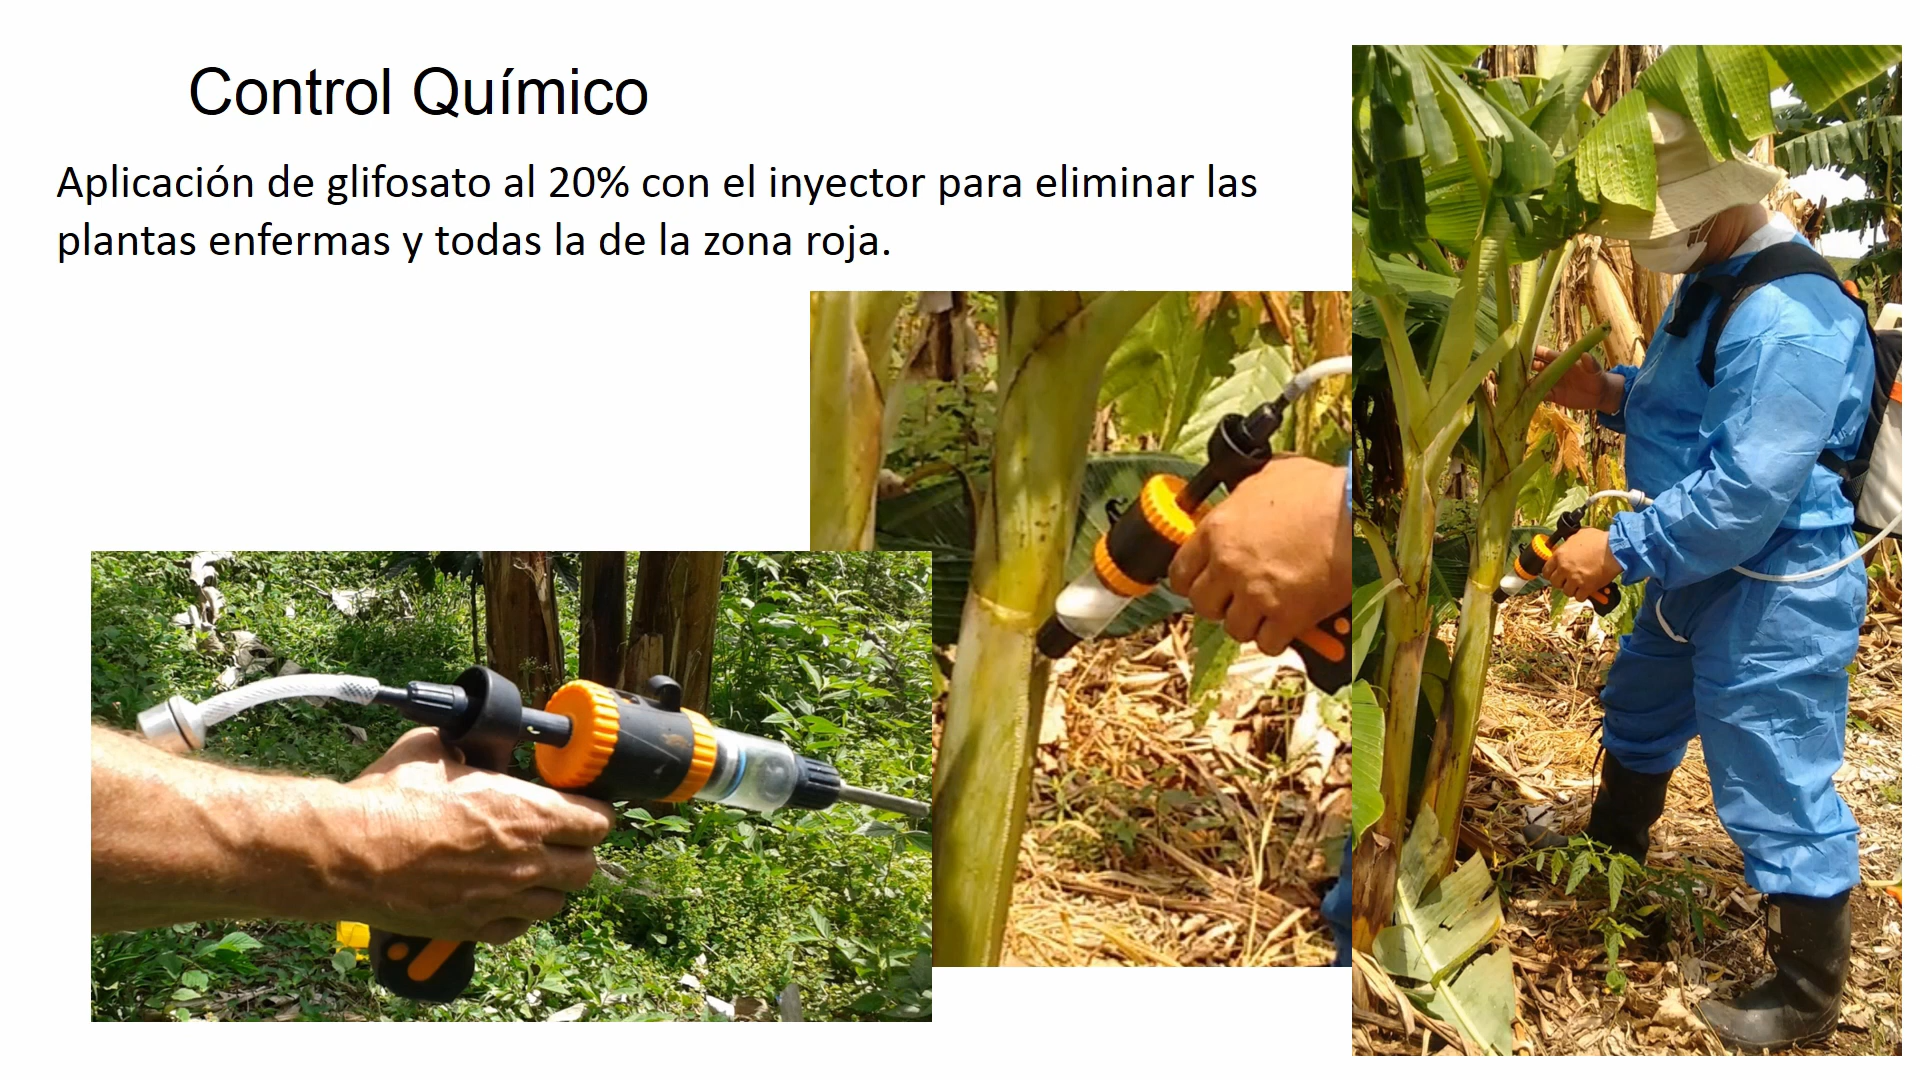 Control Químico
Aplicación de glifosato al 20% con el inyector para eliminar las
plantas enfermas y todas la de la zona roja.